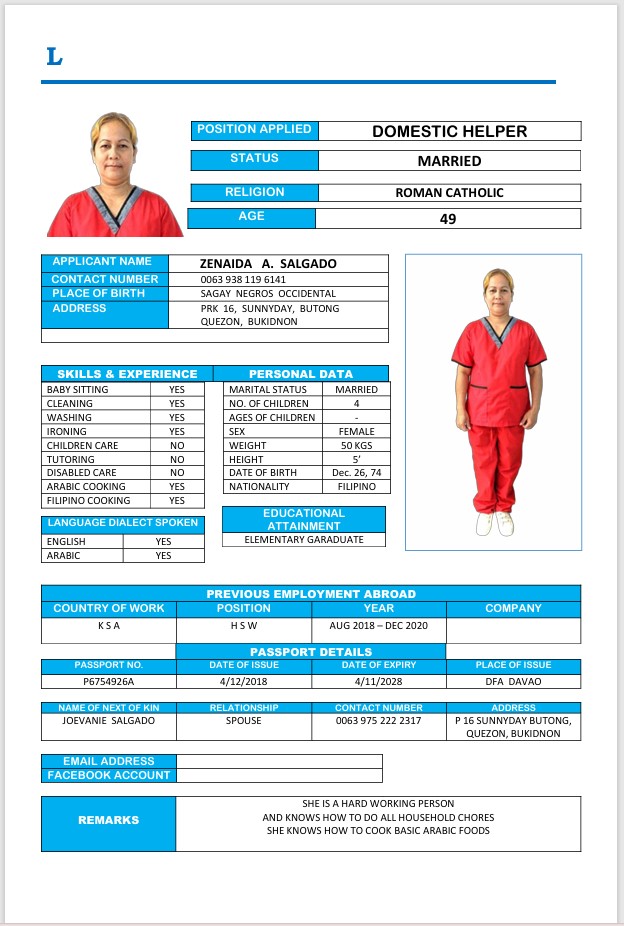 L
POSITION APPLIED DOMESTIC HELPER
STATUS MARRIED
RELIGION ROMAN CATHOLIC
AGE 49
APPLICANT NAME ZENAIDA A. SALGADO
CONTACT NUMBER 0063 938 119 6141
PLACE OF BIRTH SAGAY NEGROS OCCIDENTAL
ADDRESS PRK 16, SUNNYDAY, BUTONG
QUEZON, BUKIDNON
SKILLS & EXPERIENCE
BABY SITTING YES
CLEANING YES
WASHING YES
IRONING YES
CHILDREN CARE NO
TUTORING NO
DISABLED CARE NO
ARABIC COOKING YES
FILIPINO COOKING YES
LANGUAGE DIALECT SPOKEN
ENGLISH YES
ARABIC YES
PERSONAL DATA
MARITAL STATUS MARRIED
NO. OF CHILDREN 4
AGES OF CHILDREN -
SEX FEMALE
WEIGHT 50 KGS
HEIGHT 5'
DATE OF BIRTH Dec. 26, 74
NATIONALITY FILIPINO
EDUCATIONAL
ATTAINMENT
ELEMENTARY GARADUATE
PREVIOUS EMPLOYMENT ABROAD
COUNTRY OF WORK POSITION YEAR COMPANY
K S A H S W AUG 2018 – DEC 2020
PASSPORT DETAILS
PASSPORT NO. DATE OF ISSUE DATE OF EXPIRY PLACE OF ISSUE
P6754926A 4/12/2018 4/11/2028 DFA DAVAO
NAME OF NEXT OF KIN RELATIONSHIP CONTACT NUMBER ADDRESS
JOEVANIE SALGADO SPOUSE 0063 975 222 2317 P 16 SUNNYDAY BUTONG,
QUEZON, BUKIDNON
EMAIL ADDRESS
FACEBOOK ACCOUNT
REMARKS
SHE IS A HARD WORKING PERSON
AND KNOWS HOW TO DO ALL HOUSEHOLD CHORES
SHE KNOWS HOW TO COOK BASIC ARABIC FOODS